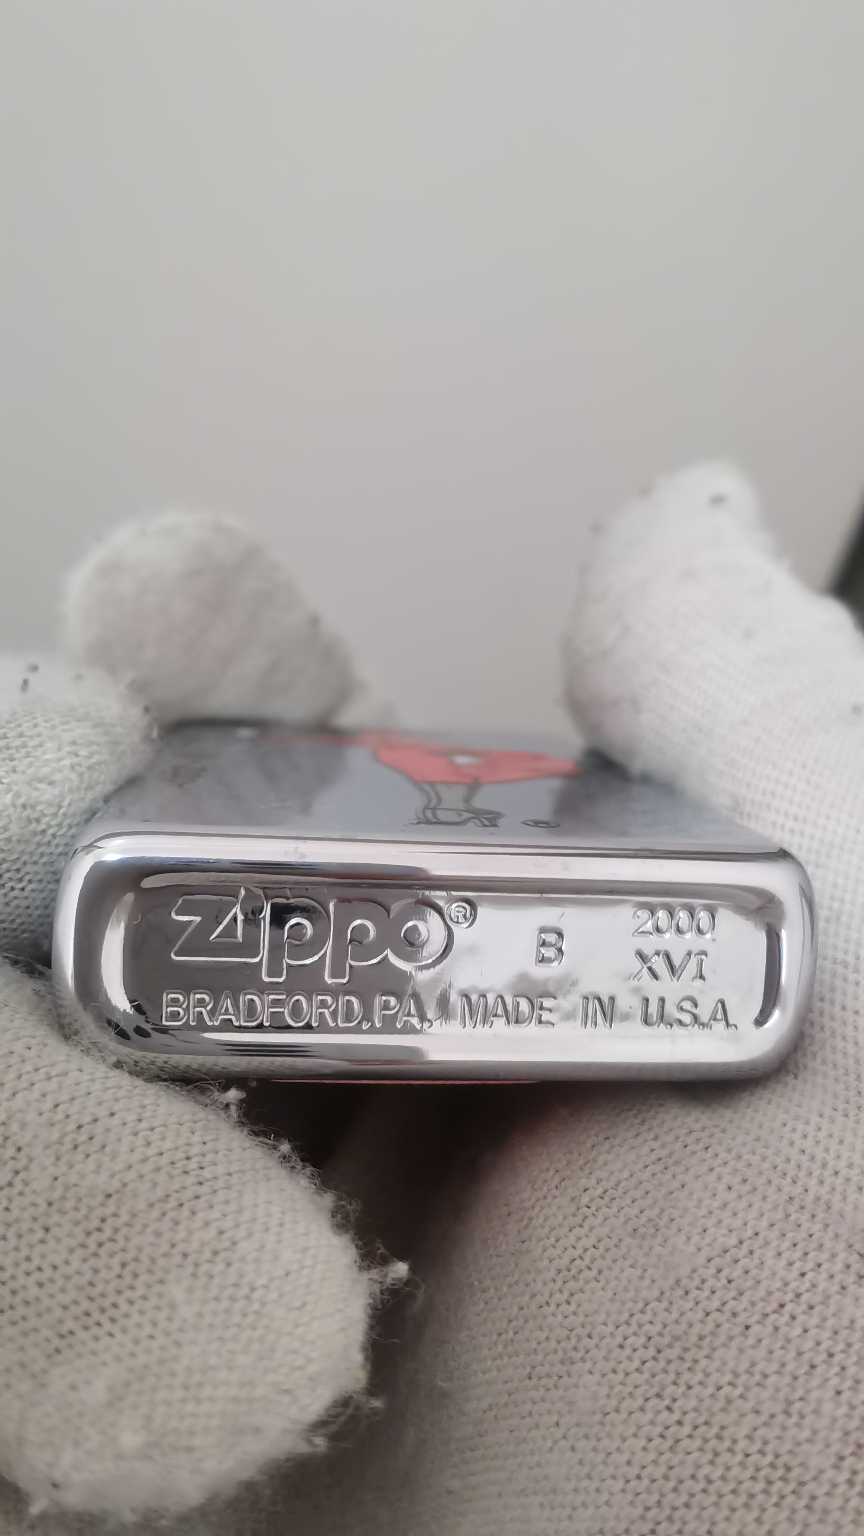 Zippo®
B
2000
XVI
BRADFORD,PA. MADE IN U.S.A.